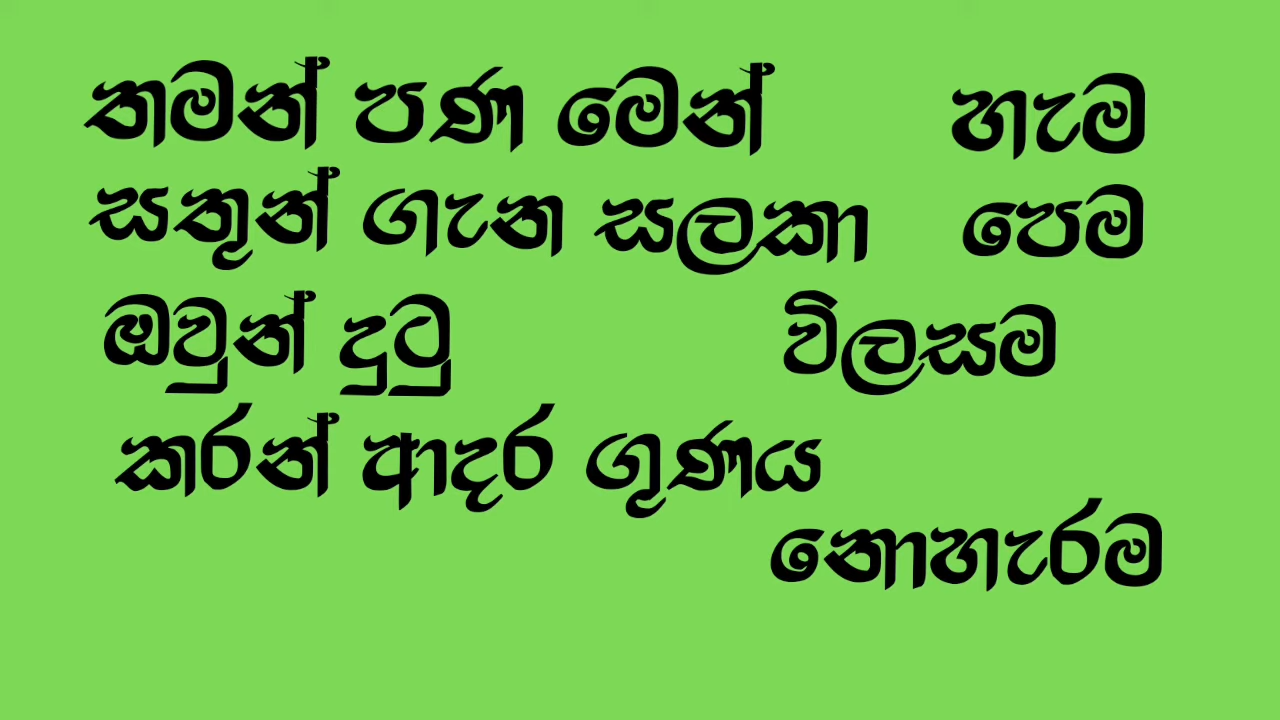 තමන් පණ මෙන් හැම
සතුන් ගැන සලකා පෙම
ඔවුන් දුටු විලසම
කරන් ආදර ගුණය
නොහැරම